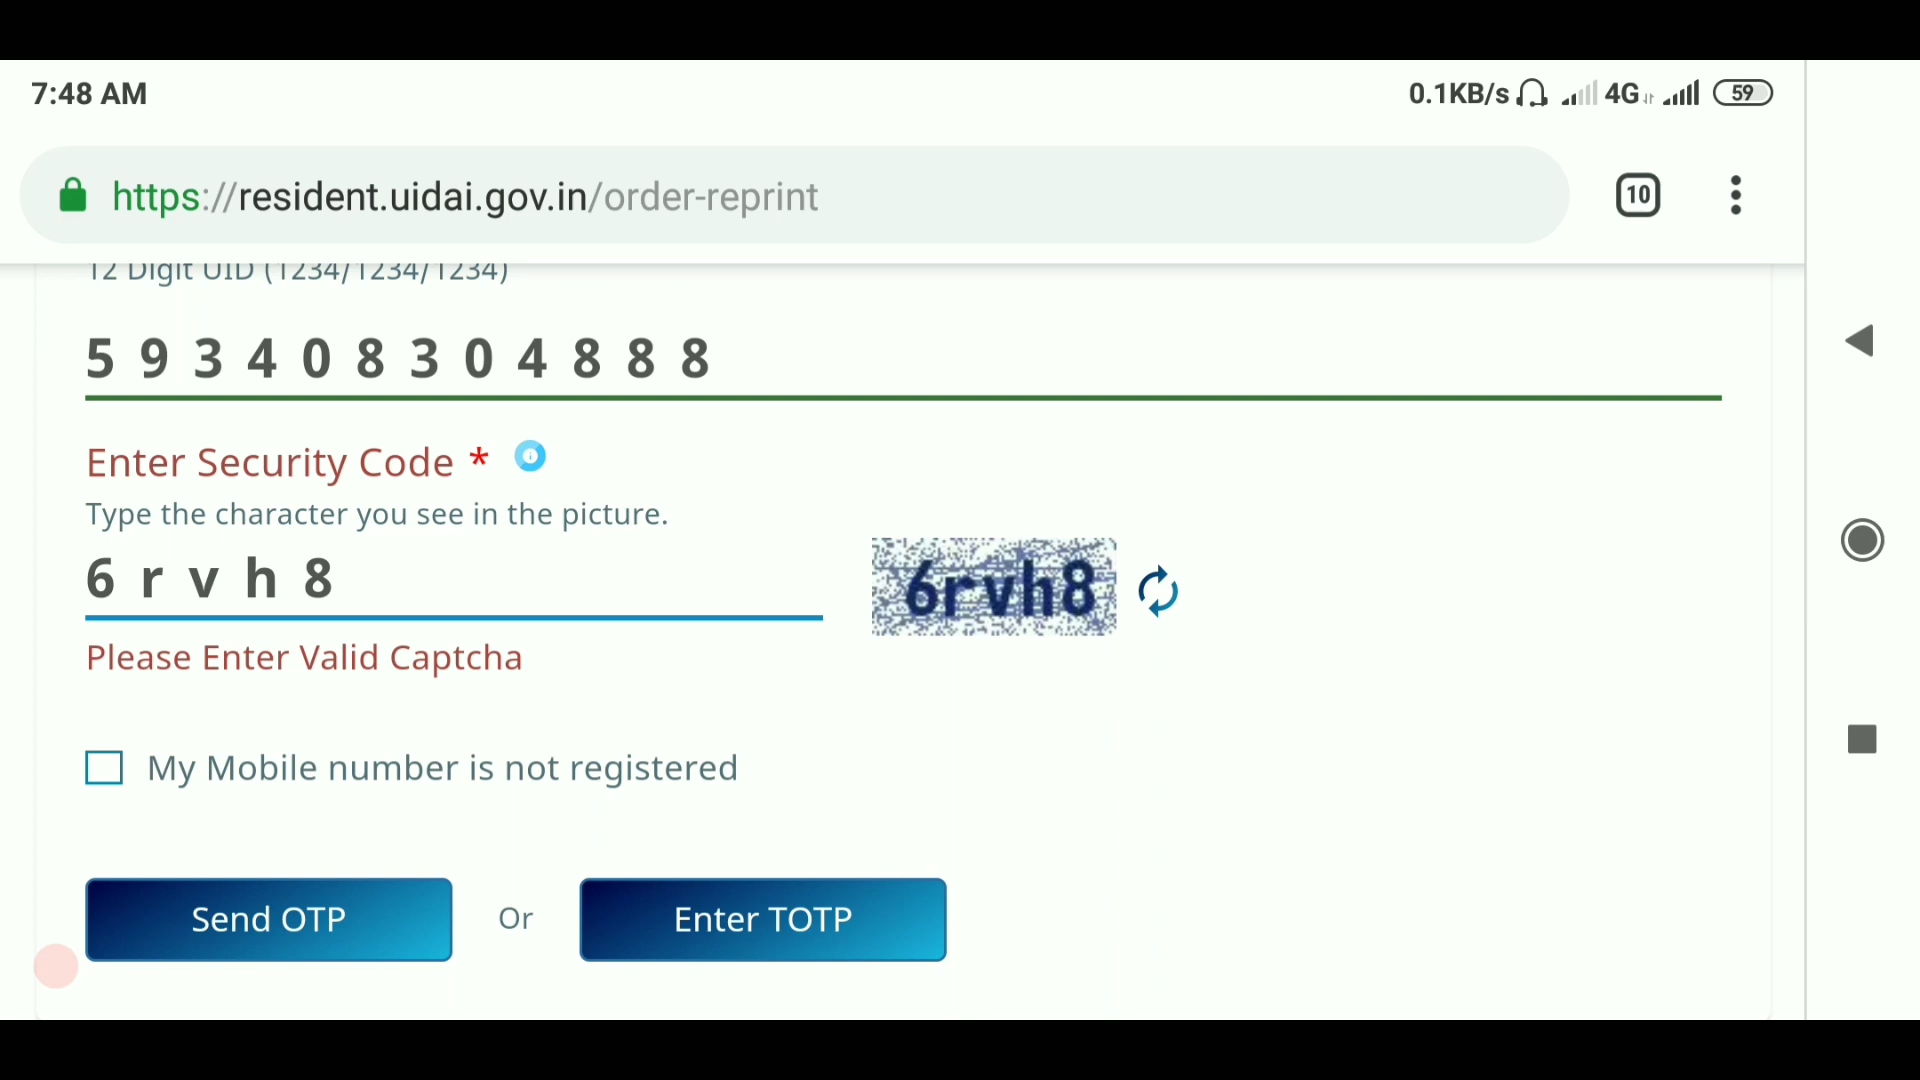 7:48 AM
0.1KB/s 4G 59
https://resident.uidai.gov.in/order-reprint
10
12 Digit UID (1234/1234/1234)
5 9 3 4 0 8 3 0 4 8 8 8
Enter Security Code *
Type the character you see in the picture.
6 r v h 8
6rvh8
Please Enter Valid Captcha
My Mobile number is not registered
Send OTP Or Enter TOTP